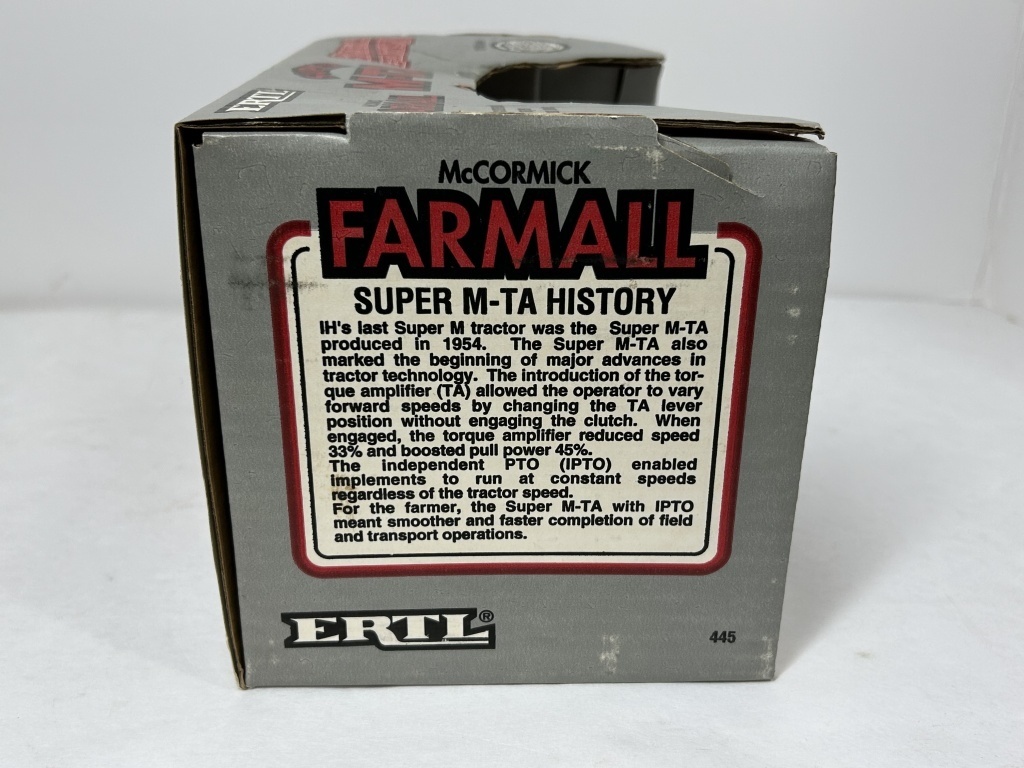 ERTL
McCORMICK
FARMALL
SUPER M-TA HISTORY
IH's last Super M tractor was the Super M-TA
produced in 1954. The Super M-TA also
marked the beginning of major advances in
tractor technology. The introduction of the tor-
que amplifier (TA) allowed the operator to vary
forward speeds by changing the TA lever
position without engaging the clutch. When
engaged, the torque amplifier reduced speed
33% and boosted pull power 45%.
The independent PTO (IPTO) enabled
implements to run at constant speeds
regardless of the tractor speed.
For the farmer, the Super M-TA with IPTO
meant smoother and faster completion of field
and transport operations.
ERTL®
445